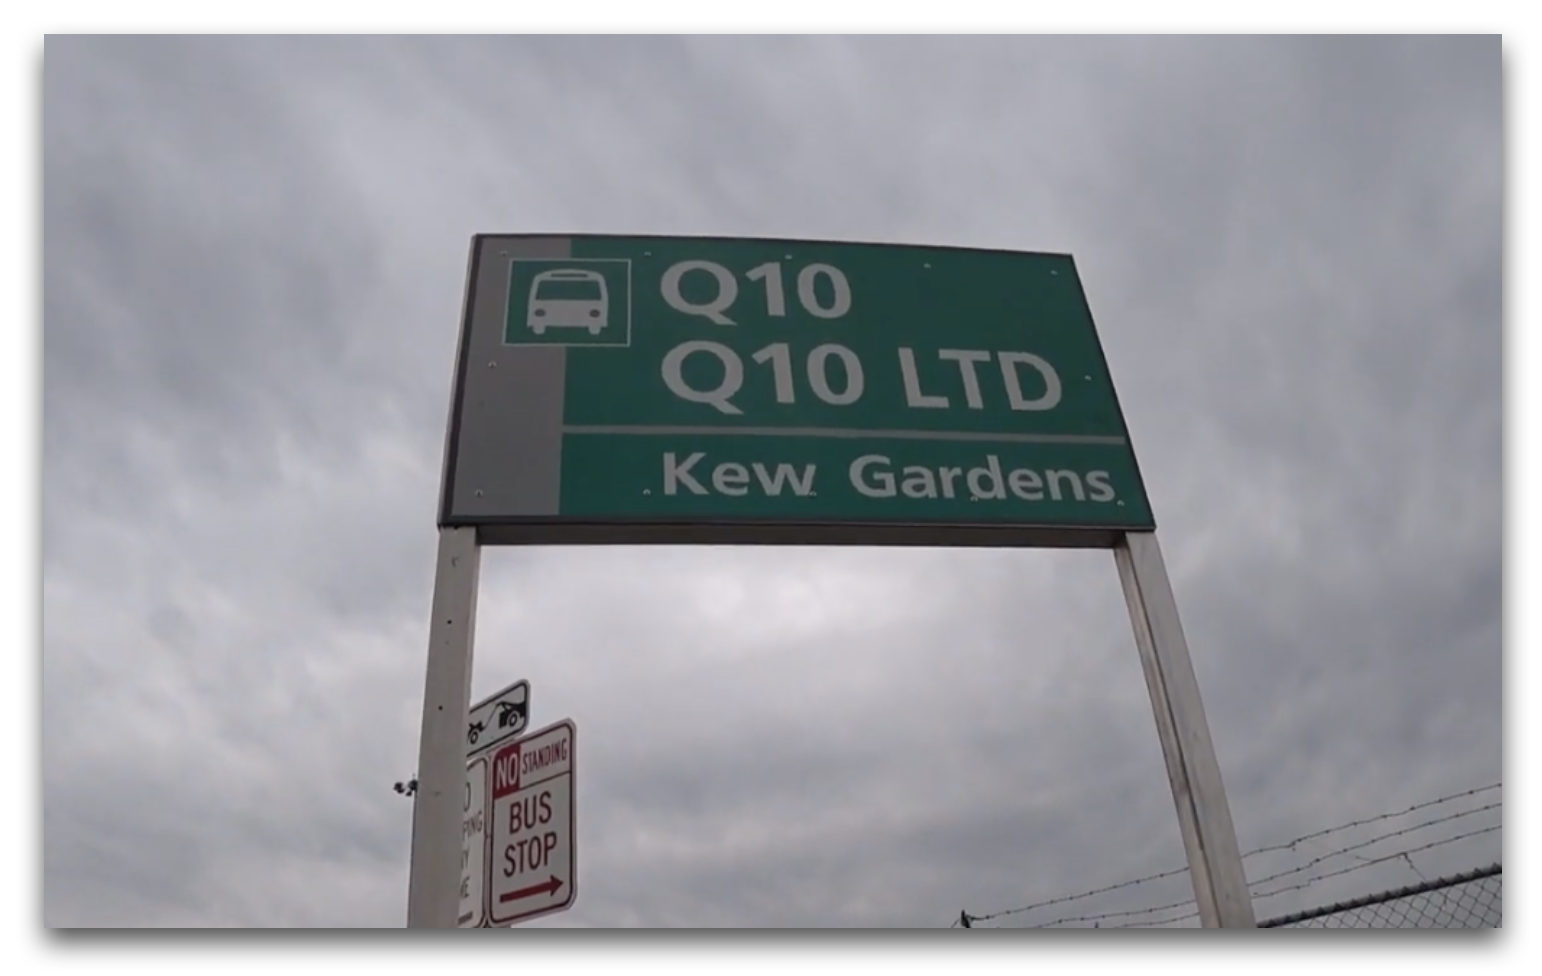 Q10
Q10 LTD
Kew Gardens
NO STANDING
BUS
STOP